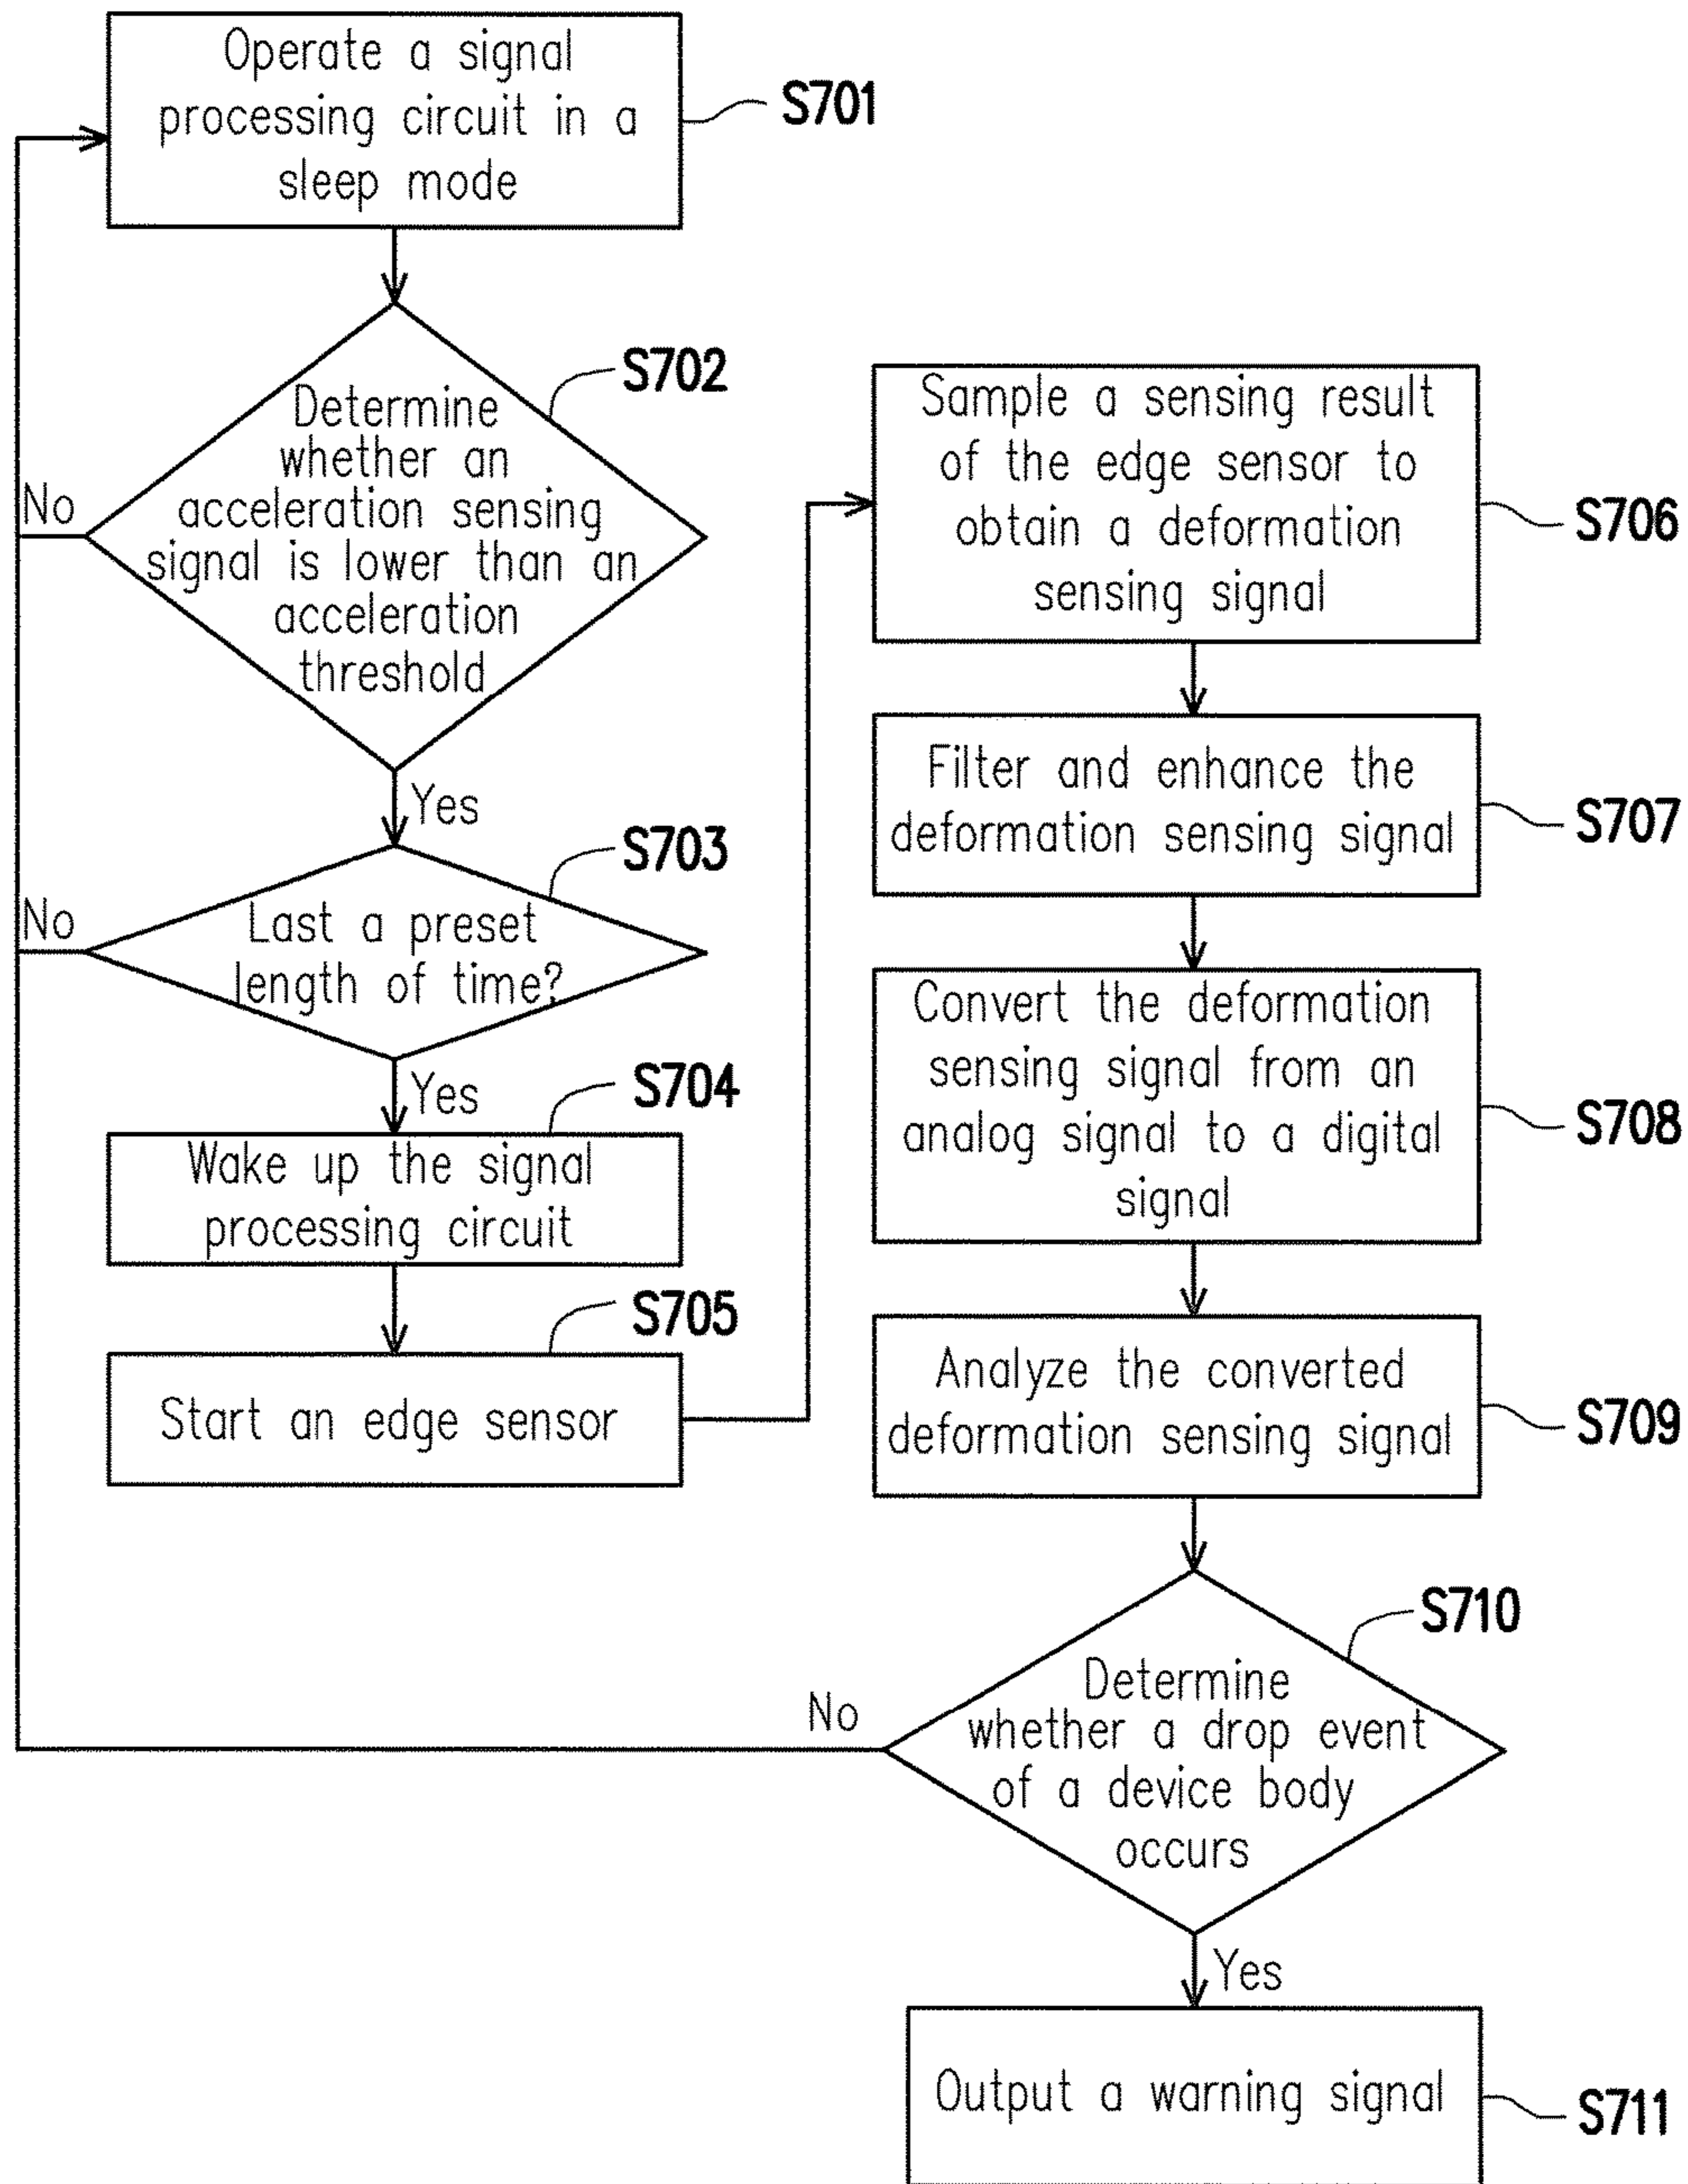 Operate a signal
processing circuit in a
sleep mode
S701
Determine
whether an
acceleration sensing
signal is lower than an
acceleration
threshold
S702
No
Yes
Last a preset
length of time?
S703
No
Yes
Wake up the signal
processing circuit
S704
Start an edge sensor
S705
Sample a sensing result
of the edge sensor to
obtain a deformation
sensing signal
S706
Filter and enhance the
deformation sensing signal
S707
Convert the deformation
sensing signal from an
analog signal to a digital
signal
S708
Analyze the converted
deformation sensing signal
S709
Determine
whether a drop event
of a device body
occurs
S710
No
Yes
Output a warning signal
S711